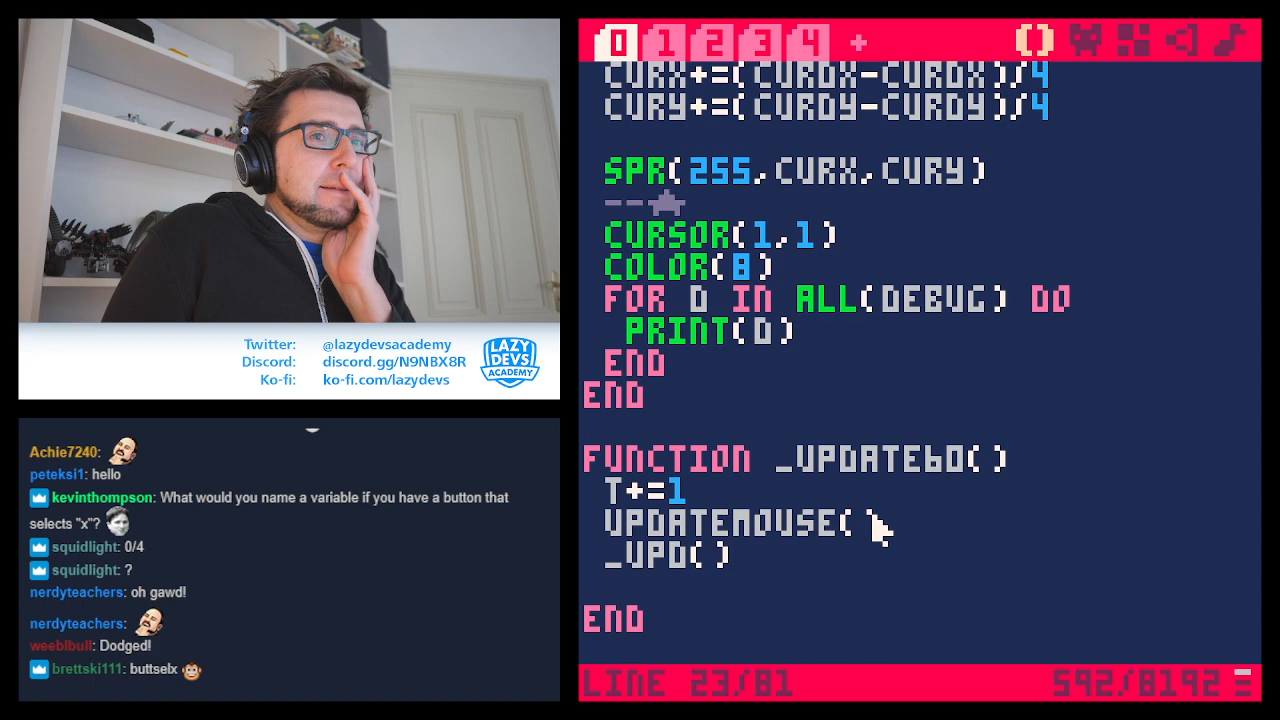 Twitter: @lazydevsacademy
Discord: discord.gg/N9NBX8R
Ko-fi: ko-fi.com/lazydevs
LAZY
DEVS
ACADEMY
Achie7240:
peteksi1: hello
kevinthompson: What would you name a variable if you have a button that
selects "x"?
squidlight: 0/4
squidlight: ?
nerdyteachers: oh gawd!
nerdyteachers:
weeblbull: Dodged!
brettski111: buttselx
0 1 2 3 4 +
CURX+=(CURDX-CURDX)/4
CURY+=(CURDY-CURDY)/4
SPR(255,CURX,CURY)
--
CURSOR(1,1)
COLOR(8)
FOR D IN ALL(DEBUG) DO
PRINT(D)
END
END
FUNCTION _UPDATE60()
T+=1
UPDATEMOUSE()
_UPD()
END
LINE 23/81 592/8192